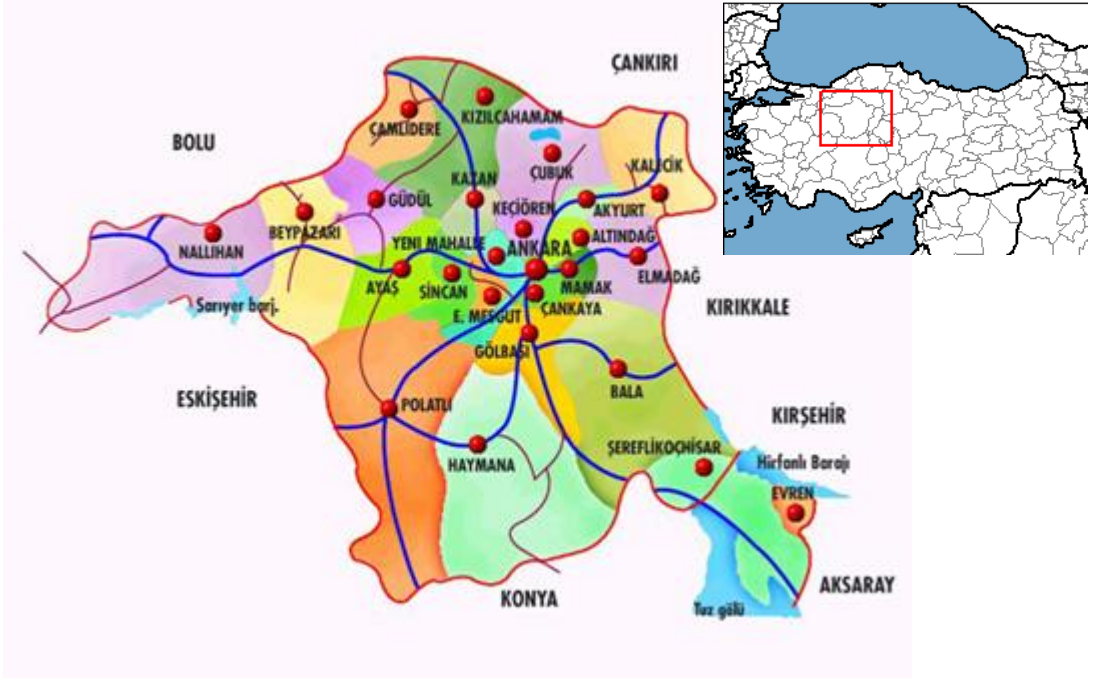 ÇANKIRI
BOLU
ÇAMLIDERE
KIZILCAHAMAM
ÇUBUK
KALECİK
KAZAN
GÜDÜL
KEÇİÖREN
AKYURT
BEYPAZARI
NALLIHAN
YENI MAHALLE
ANKARA
ALTINDAĞ
ELMADAĞ
AYAŞ
SİNCAN
MAMAK
Sarıyer barj.
E. MESGUT
ÇANKAYA
KIRIKKALE
GÖLBAŞI
ESKİŞEHİR
BALA
POLATLI
KIRŞEHİR
HAYMANA
ŞEREFLİKOÇHİSAR
Hirfanlı Barajı
EVREN
AKSARAY
KONYA
Tuz gölü